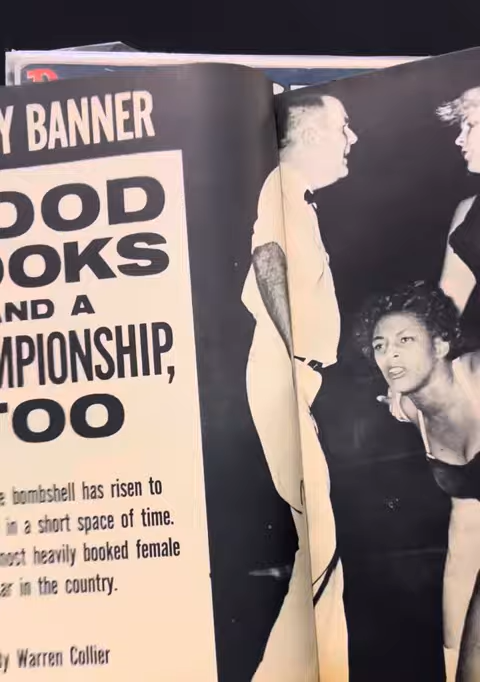 Y BANNER
OOD
OOKS
AND A
MPIONSHIP,
TOO
e bombshell has risen to
in a short space of time.
most heavily booked female
ar in the country.
By Warren Collier